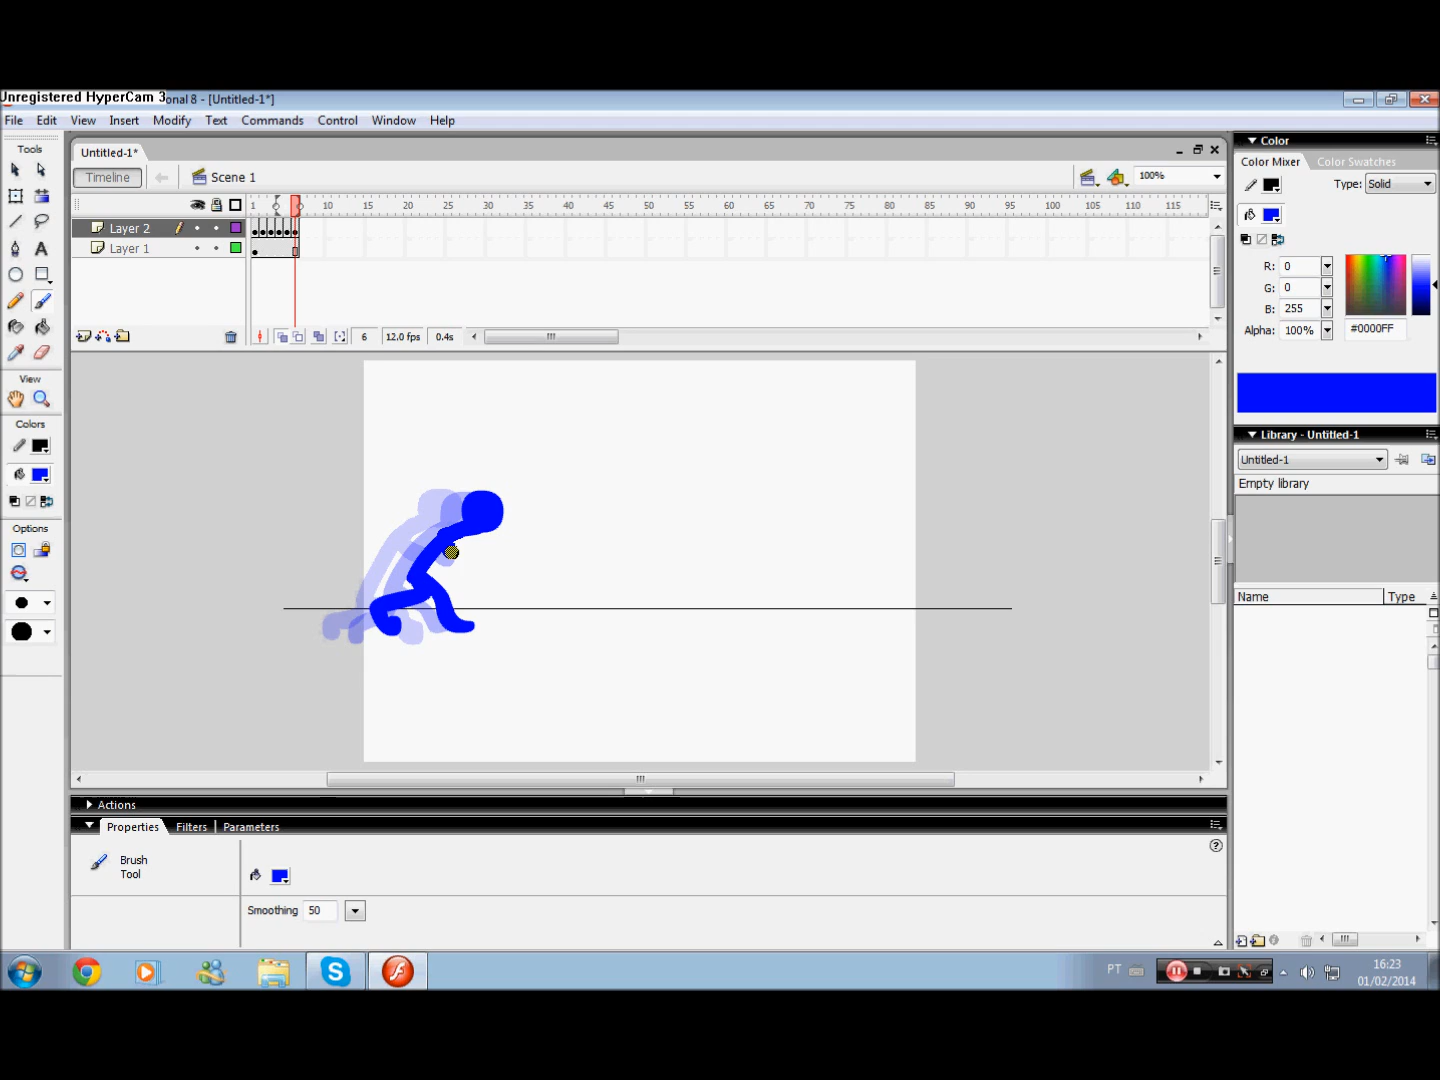 Unregistered HyperCam 3
onal 8 - [Untitled-1*]
File Edit View Insert Modify Text Commands Control Window Help
Tools
Untitled-1*
Timeline
Scene 1
100%
1 10 15 20 25 30 35 40 45 50 55 60 65 70 75 80 85 90 95 100 105 110 115
Layer 2
Layer 1
6 12.0 fps 0.4s
View
Colors
Options
Color
Color Mixer Color Swatches
Type: Solid
R: 0
G: 0
B: 255
Alpha: 100% #0000FF
Library - Untitled-1
Untitled-1
Empty library
Name Type
Actions
Properties Filters Parameters
Brush
Tool
Smoothing 50
PT
16:23
01/02/2014